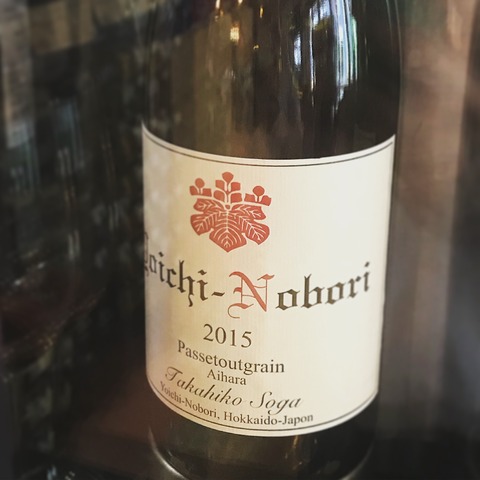 Yoichi-Nobori
2015
Passetoutgrain
Aihara
Takahiko Soga
Yoichi-Nobori, Hokkaido-Japon